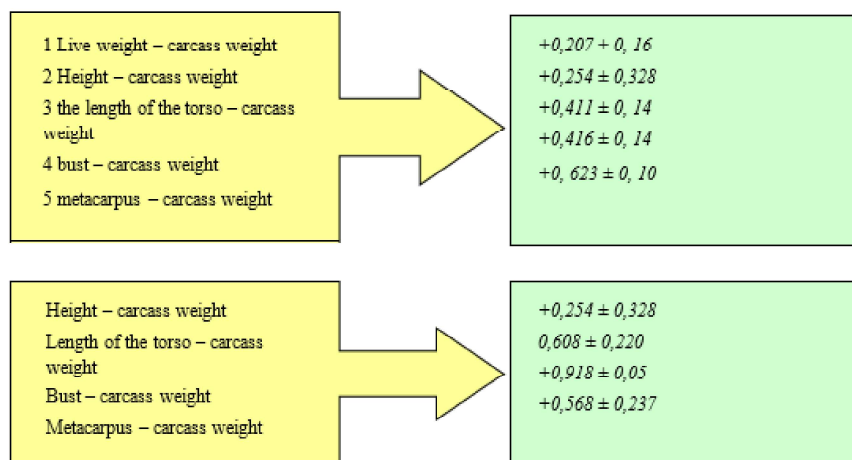 1 Live weight – carcass weight
2 Height – carcass weight
3 the length of the torso – carcass
weight
4 bust – carcass weight
5 metacarpus – carcass weight
+0,207 + 0, 16
+0,254 ± 0,328
+0,411 ± 0, 14
+0,416 ± 0, 14
+0, 623 ± 0, 10
Height – carcass weight
Length of the torso – carcass
weight
Bust – carcass weight
Metacarpus – carcass weight
+0,254 ± 0,328
0,608 ± 0,220
+0,918 ± 0,05
+0,568 ± 0,237